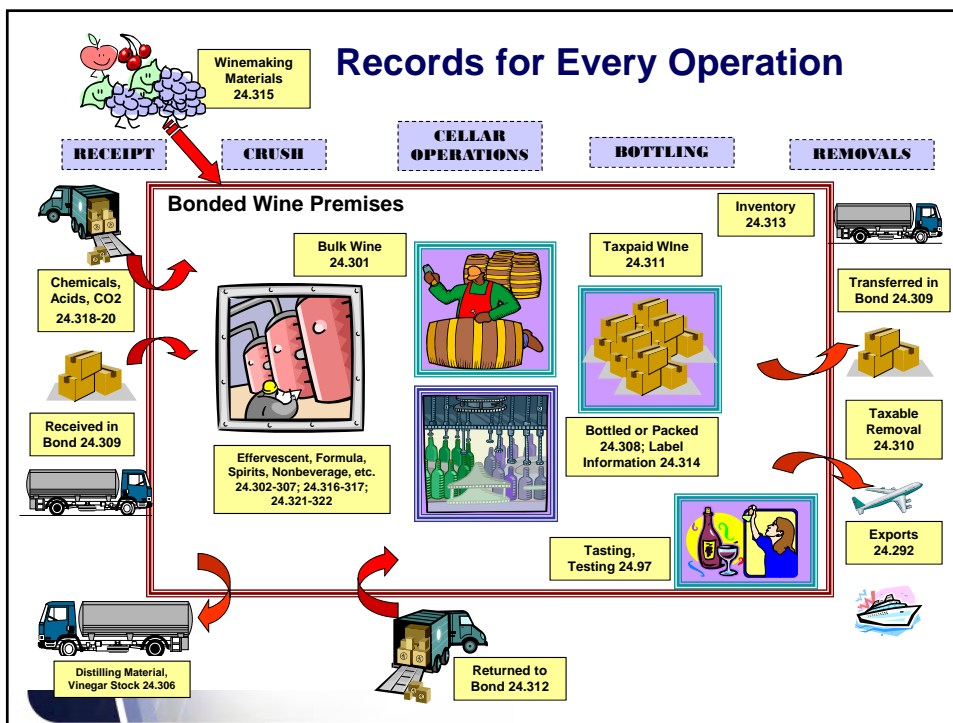 Records for Every Operation
Winemaking
Materials
24.315
RECEIPT
CRUSH
CELLAR
OPERATIONS
BOTTLING
REMOVALS
Bonded Wine Premises
Inventory
24.313
Bulk Wine
24.301
Taxpaid WIne
24.311
Chemicals,
Acids, CO2
24.318-20
Transferred in
Bond 24.309
Received in
Bond 24.309
Effervescent, Formula,
Spirits, Nonbeverage, etc.
24.302-307; 24.316-317;
24.321-322
Bottled or Packed
24.308; Label
Information 24.314
Taxable
Removal
24.310
Tasting,
Testing 24.97
Exports
24.292
Distilling Material,
Vinegar Stock 24.306
Returned to
Bond 24.312